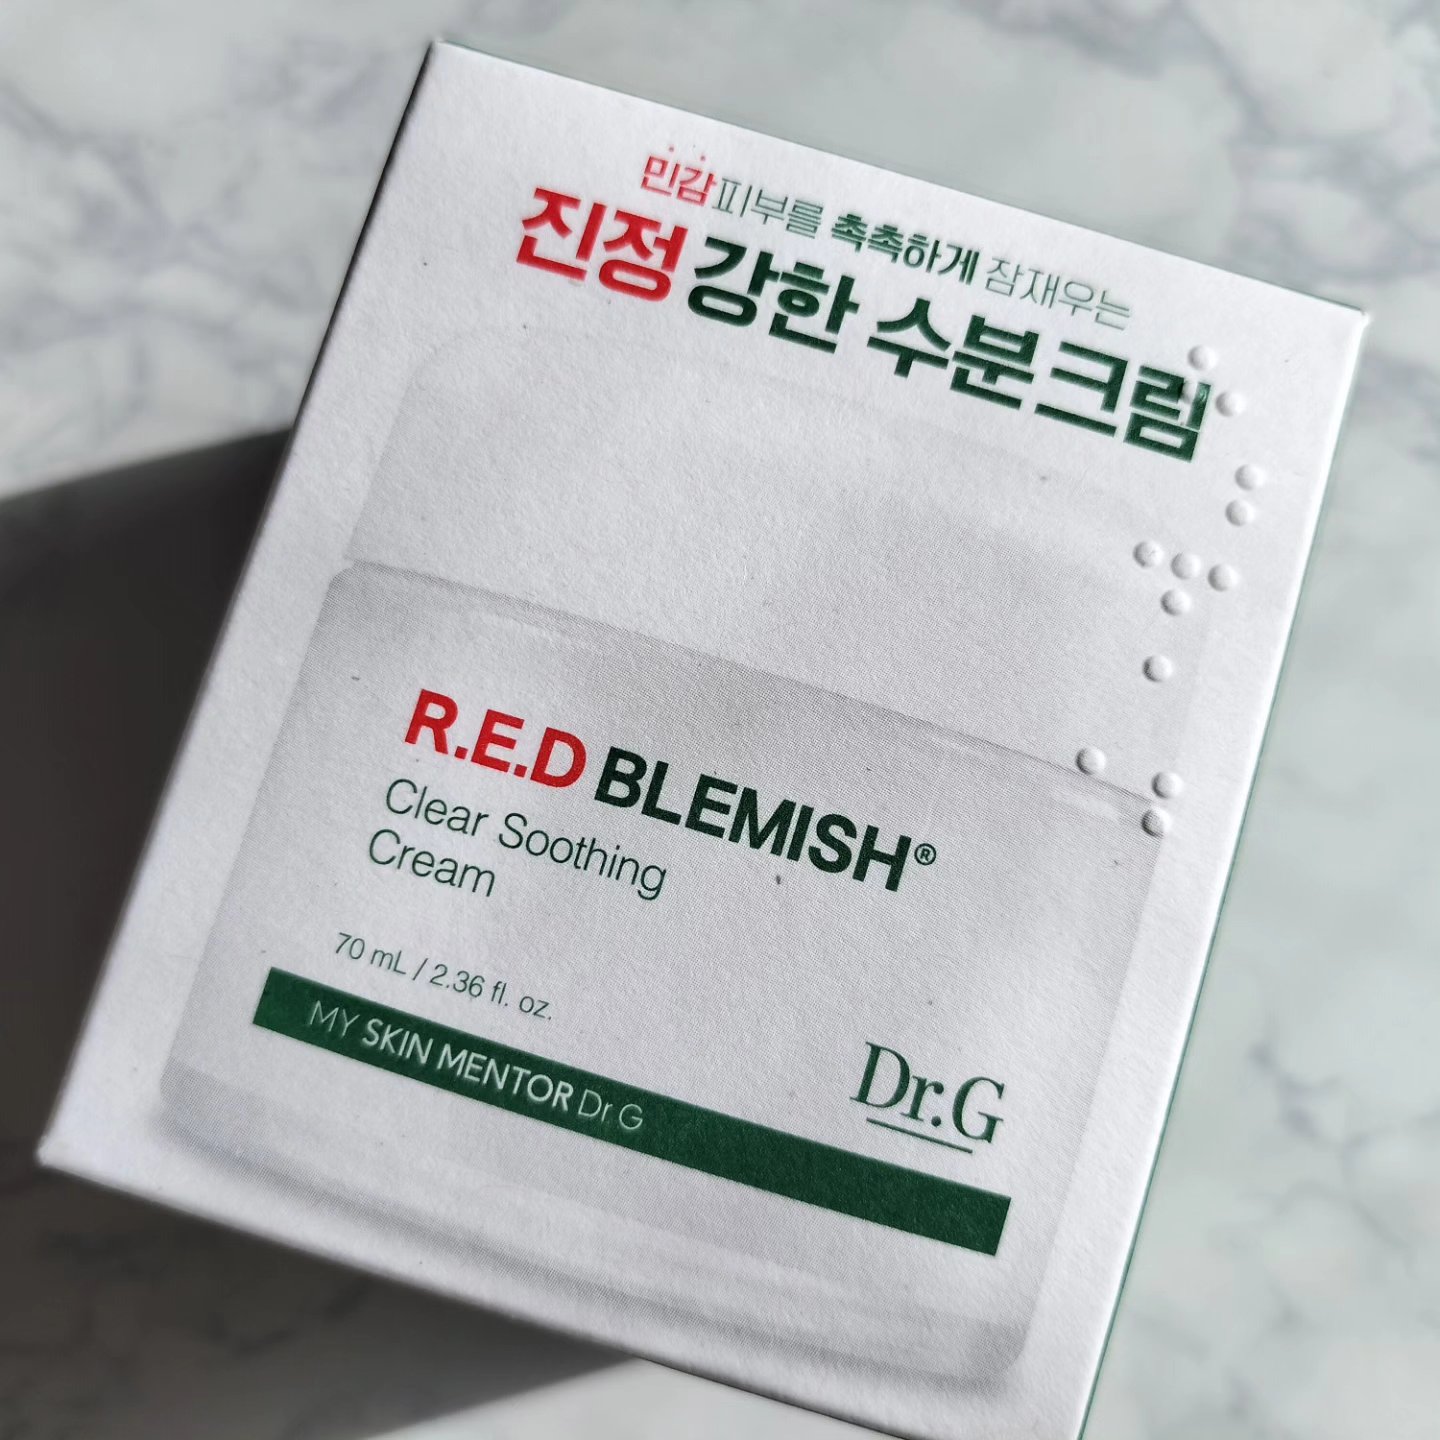 민감피부를 촉촉하게 잠재우는
진정 강한 수분크림
R.E.D BLEMISH®
Clear Soothing
Cream
70 mL / 2.36 fl. oz.
MY SKIN MENTOR Dr G
Dr.G